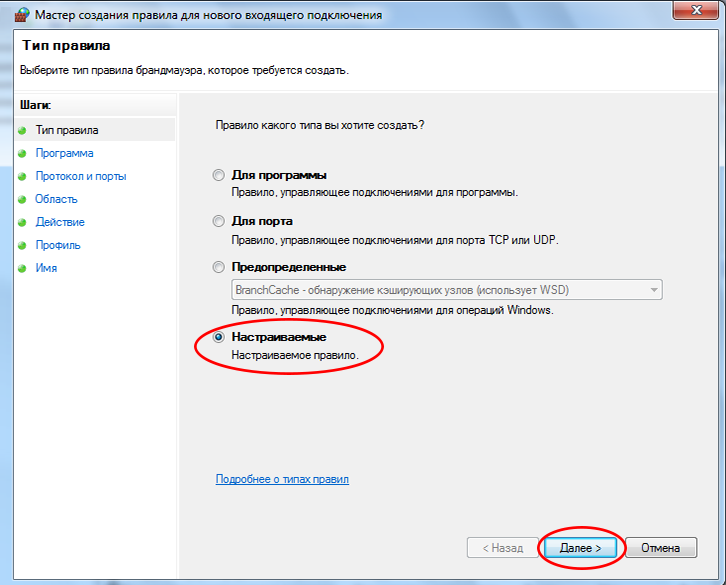 Мастер создания правила для нового входящего подключения
Тип правила
Выберите тип правила брандмауэра, которое требуется создать.
Шаги:
Тип правила
Программа
Протокол и порты
Область
Действие
Профиль
Имя
Правило какого типа вы хотите создать?
Для программы
Правило, управляющее подключениями для программы.
Для порта
Правило, управляющее подключениями для порта TCP или UDP.
Предопределенные
BranchCache - обнаружение кэширующих узлов (использует WSD)
Правило, управляющее подключениями для операций Windows.
Настраиваемые
Настраиваемое правило.
Подробнее о типах правил
< Назад
Далее >
Отмена